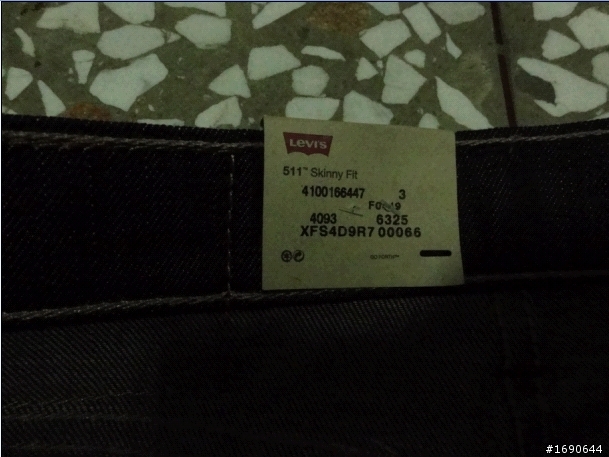 LEVI'S
511™ Skinny Fit
4100166447 3
4093 6325
XFS4D9R7 00066
#1690644